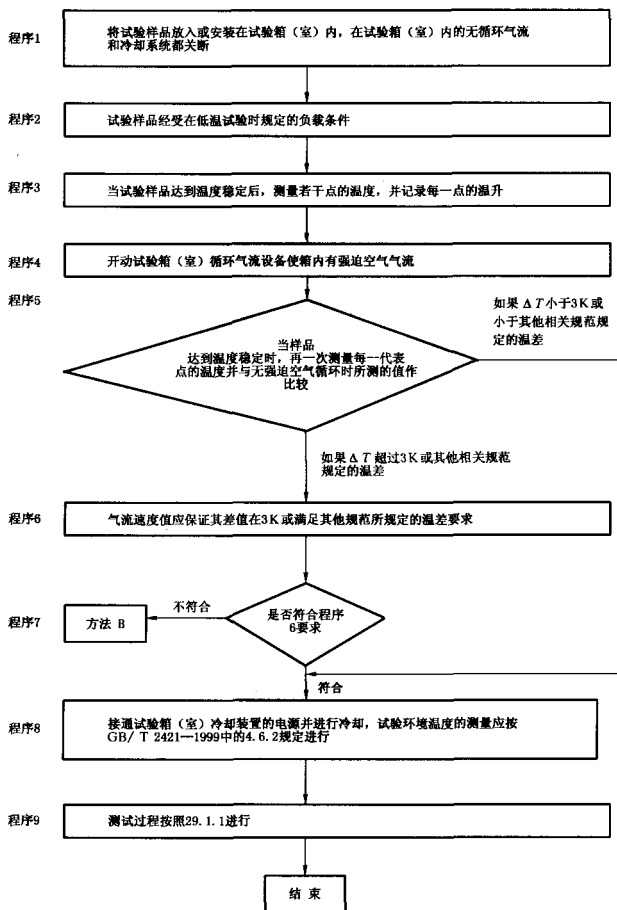 程序1
将试验样品放入或安装在试验箱（室）内，在试验箱（室）内的无循环气流
和冷却系统都关断
程序2
试验样品经受在低温试验时规定的负载条件
程序3
当试验样品达到温度稳定后，测量若干点的温度，并记录每一点的温升
程序4
开动试验箱（室）循环气流设备使箱内有强迫空气气流
程序5
当样品
达到温度稳定时，再一次测量每一代表
点的温度并与无强迫空气循环时所测的值作
比较
如果 ΔT 小于3K或
小于其他相关规范规
定的温差
如果 ΔT 超过3K或其他相关规范
规定的温差
程序6
气流速度值应保证其差值在3K或满足其他规范所规定的温差要求
程序7
是否符合程序
6要求
不符合
方法 B
符合
程序8
接通试验箱（室）冷却装置的电源并进行冷却，试验环境温度的测量应按
GB/T 2421—1999中的4.6.2规定进行
程序9
测试过程按照29.1.1进行
结 束